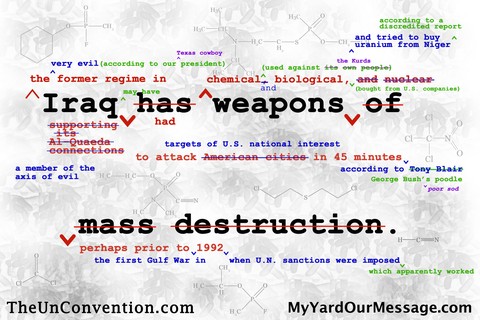 according to a
discredited report
and tried to buy
uranium from Niger
Texas cowboy
the Kurds
very evil (according to our president)
(used against its own people)
the former regime in
chemical, biological, and nuclear
may have
and
(bought from U.S. companies)
Iraq has weapons of
had
supporting
its
Al-Quaeda
connections
targets of U.S. national interest
to attack American cities in 45 minutes
a member of the
axis of evil
according to Tony Blair
George Bush's poodle
poor sod
mass destruction.
perhaps prior to 1992
the first Gulf War in
when U.N. sanctions were imposed
which apparently worked
TheUnConvention.com
MyYardOurMessage.com